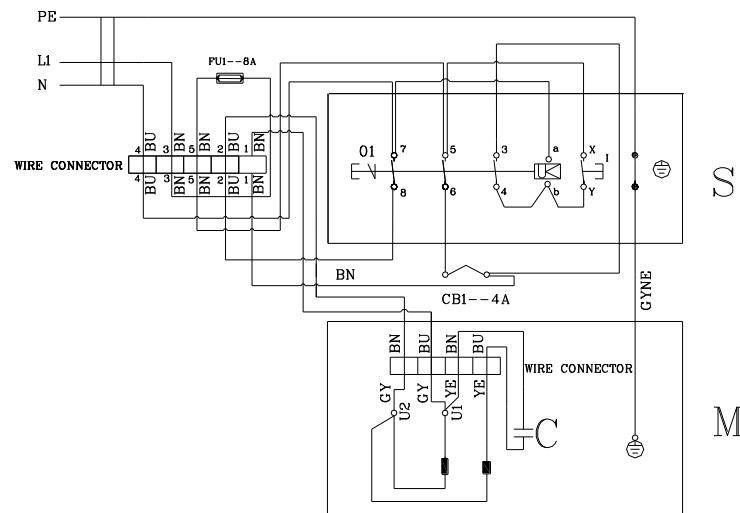 PE
L1
N
FU1--8A
4 BU 3 BN 5 BN 2 BU 1 BN
WIRE CONNECTOR
4 BU 3 BN 5 BN 2 BU 1 BN
01
7 5 3 a X I
8 6 4 b Y
S
BN
CB1--4A
GYNE
BN BU BN BU
WIRE CONNECTOR
GY GY YE YE
U2 U1
C
M